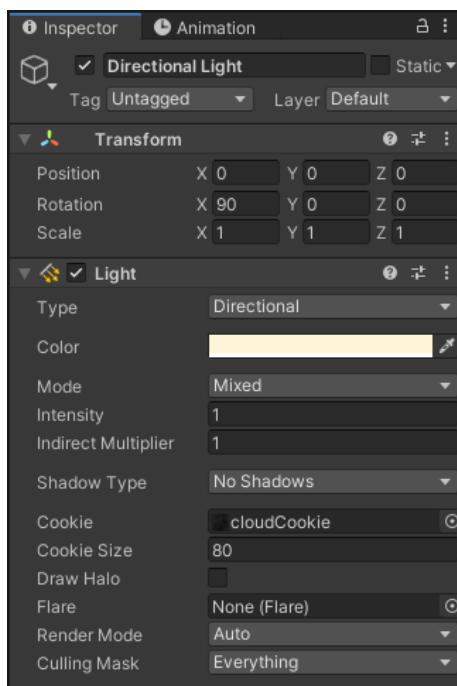 Inspector Animation
Directional Light Static
Tag Untagged Layer Default
Transform
Position X 0 Y 0 Z 0
Rotation X 90 Y 0 Z 0
Scale X 1 Y 1 Z 1
Light
Type Directional
Color
Mode Mixed
Intensity 1
Indirect Multiplier 1
Shadow Type No Shadows
Cookie cloudCookie
Cookie Size 80
Draw Halo
Flare None (Flare)
Render Mode Auto
Culling Mask Everything